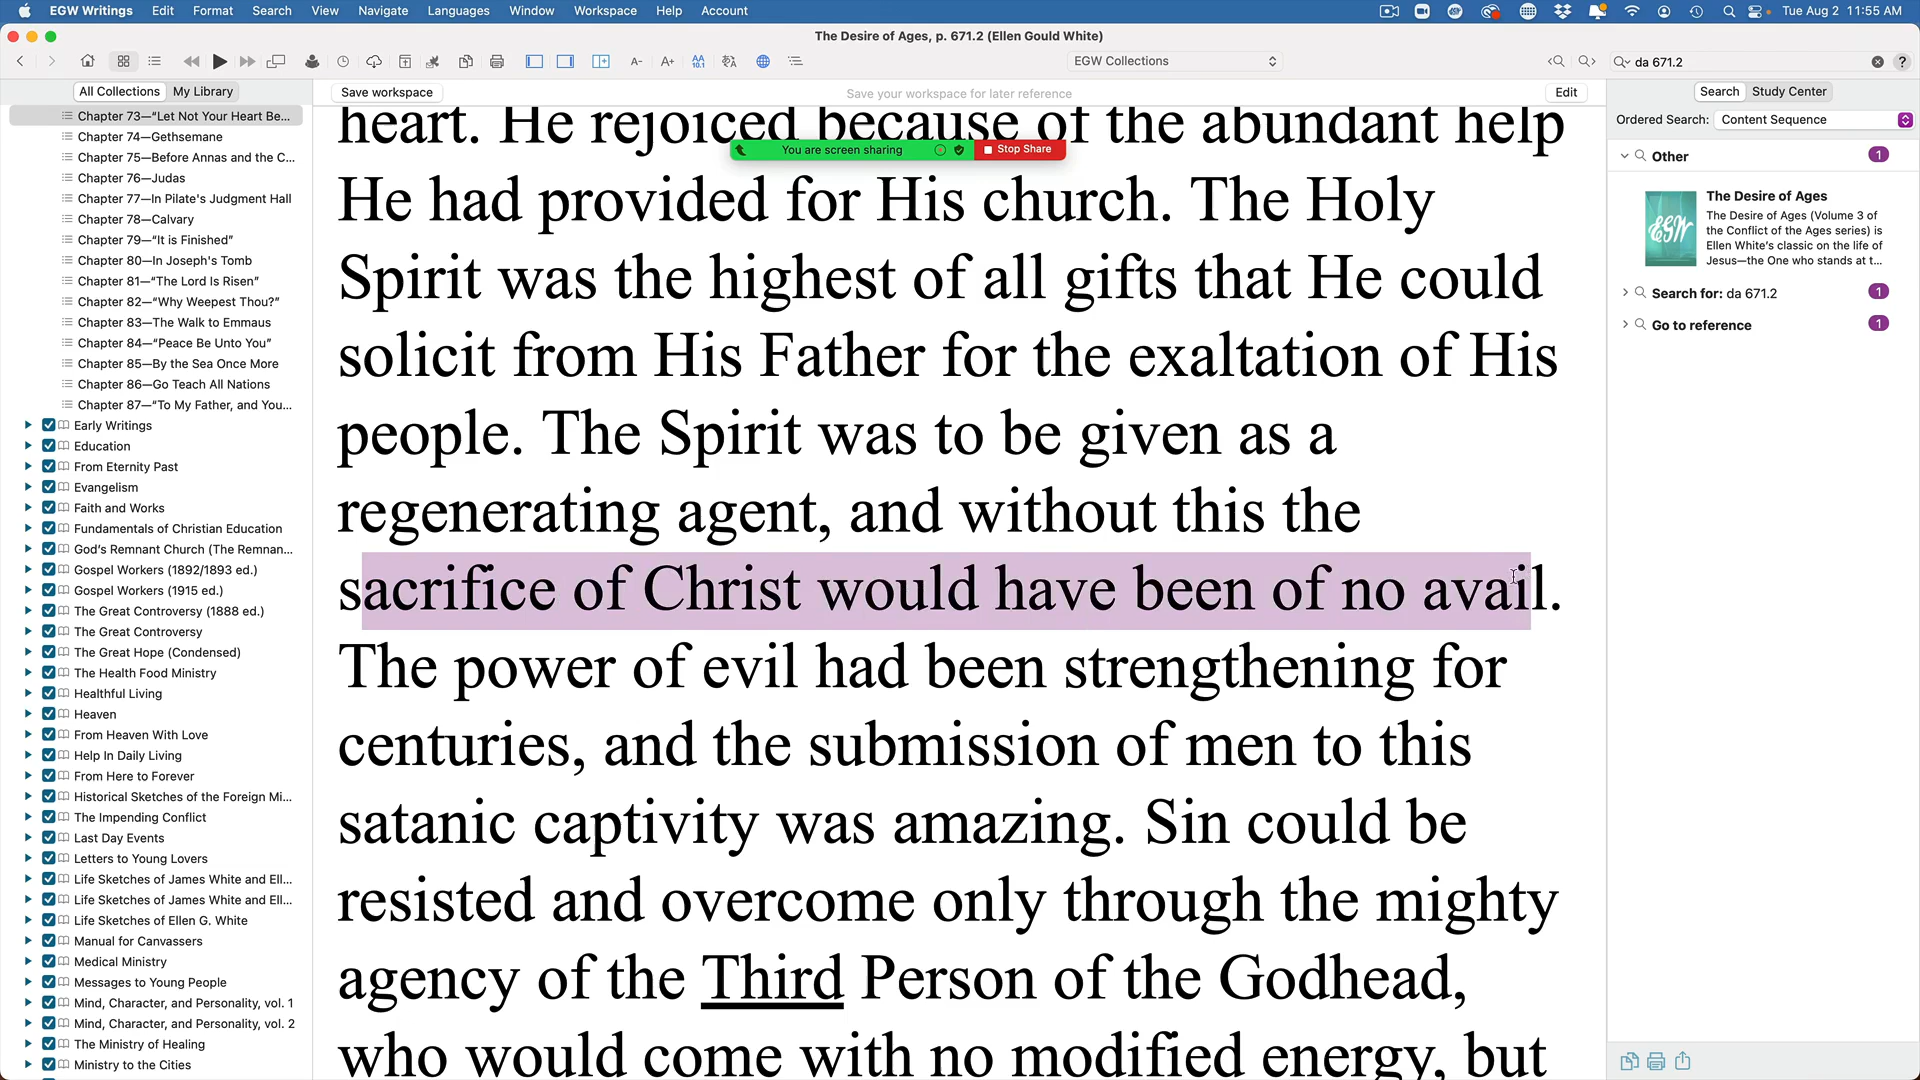 EGW Writings Edit Format Search View Navigate Languages Window Workspace Help Account Tue Aug 2 11:55 AM
The Desire of Ages, p. 671.2 (Ellen Gould White)
A- A+ AA 10.1 EGW Collections da 671.2 ?
All Collections My Library
Chapter 73—“Let Not Your Heart Be...
Chapter 74—Gethsemane
Chapter 75—Before Annas and the C...
Chapter 76—Judas
Chapter 77—In Pilate's Judgment Hall
Chapter 78—Calvary
Chapter 79—“It is Finished”
Chapter 80—In Joseph's Tomb
Chapter 81—“The Lord Is Risen”
Chapter 82—“Why Weepest Thou?”
Chapter 83—The Walk to Emmaus
Chapter 84—“Peace Be Unto You”
Chapter 85—By the Sea Once More
Chapter 86—Go Teach All Nations
Chapter 87—“To My Father, and You...
Early Writings
Education
From Eternity Past
Evangelism
Faith and Works
Fundamentals of Christian Education
God's Remnant Church (The Remnan...
Gospel Workers (1892/1893 ed.)
Gospel Workers (1915 ed.)
The Great Controversy (1888 ed.)
The Great Controversy
The Great Hope (Condensed)
The Health Food Ministry
Healthful Living
Heaven
From Heaven With Love
Help In Daily Living
From Here to Forever
Historical Sketches of the Foreign Mi...
The Impending Conflict
Last Day Events
Letters to Young Lovers
Life Sketches of James White and Ell...
Life Sketches of James White and Ell...
Life Sketches of Ellen G. White
Manual for Canvassers
Medical Ministry
Messages to Young People
Mind, Character, and Personality, vol. 1
Mind, Character, and Personality, vol. 2
The Ministry of Healing
Ministry to the Cities
Save workspace Save your workspace for later reference Edit
heart. He rejoiced because of the abundant help
You are screen sharing Stop Share
He had provided for His church. The Holy
Spirit was the highest of all gifts that He could
solicit from His Father for the exaltation of His
people. The Spirit was to be given as a
regenerating agent, and without this the
sacrifice of Christ would have been of no avail.
The power of evil had been strengthening for
centuries, and the submission of men to this
satanic captivity was amazing. Sin could be
resisted and overcome only through the mighty
agency of the Third Person of the Godhead,
who would come with no modified energy, but
Search Study Center
Ordered Search: Content Sequence
Other 1
EGW
The Desire of Ages
The Desire of Ages (Volume 3 of
the Conflict of the Ages series) is
Ellen White's classic on the life of
Jesus—the One who stands at t...
Search for: da 671.2 1
Go to reference 1